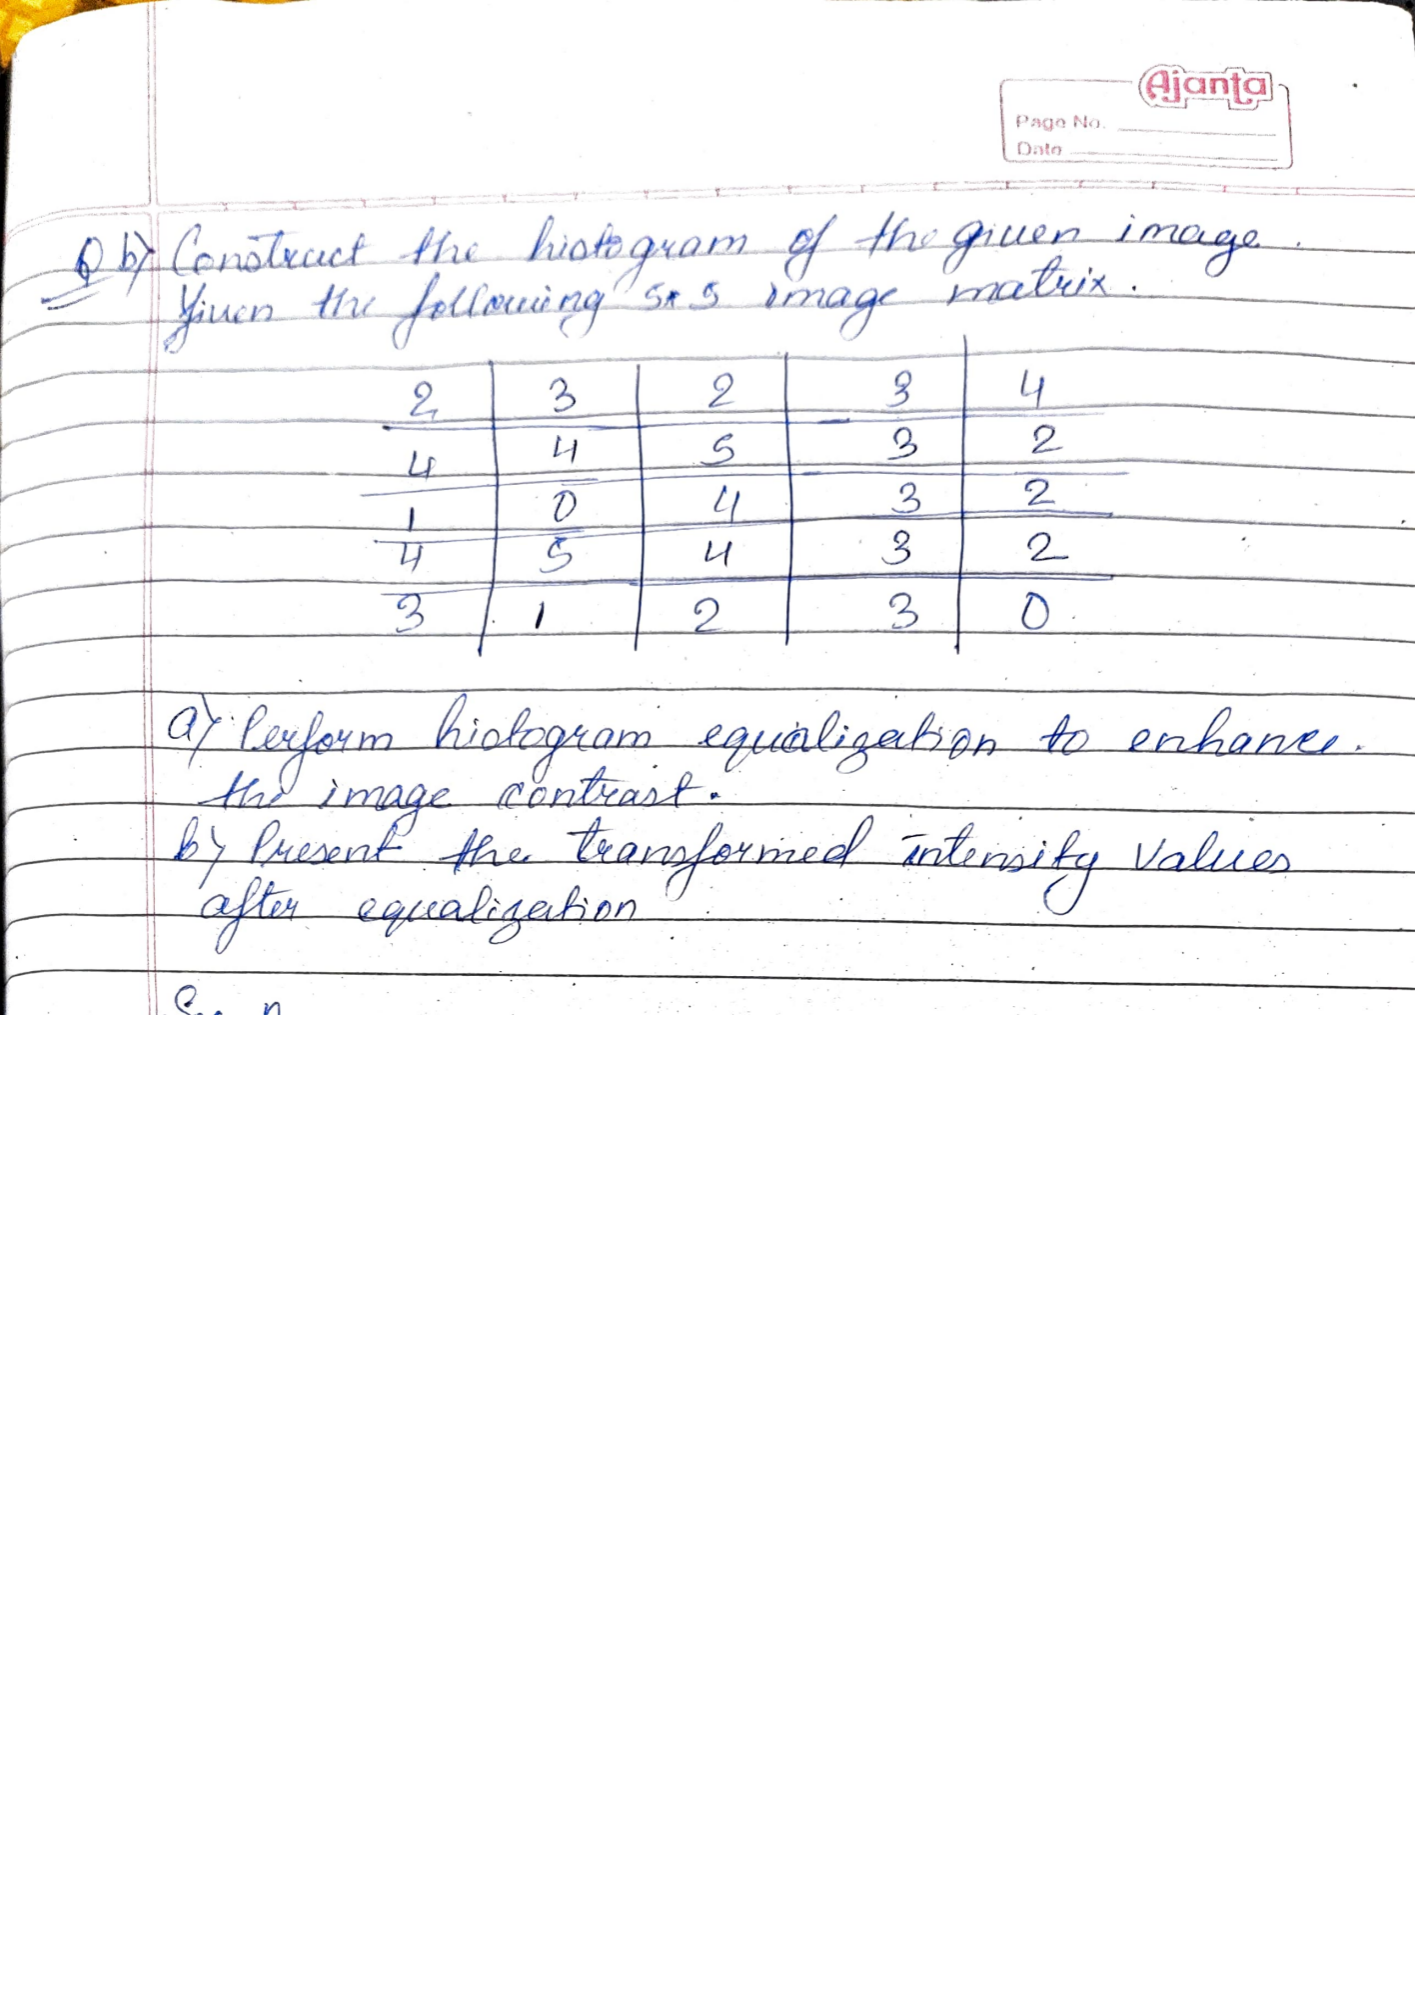 Ajanta
Page No.
Date
Q b) Construct the histogram of the given image.
Given the following 5*5 image matrix.
2 3 2 3 4
4 4 5 3 2
1 0 4 3 2
4 5 4 3 2
3 1 2 3 0
a) Perform histogram equalization to enhance
the image contrast.
b) Present the transformed intensity values
after equalization